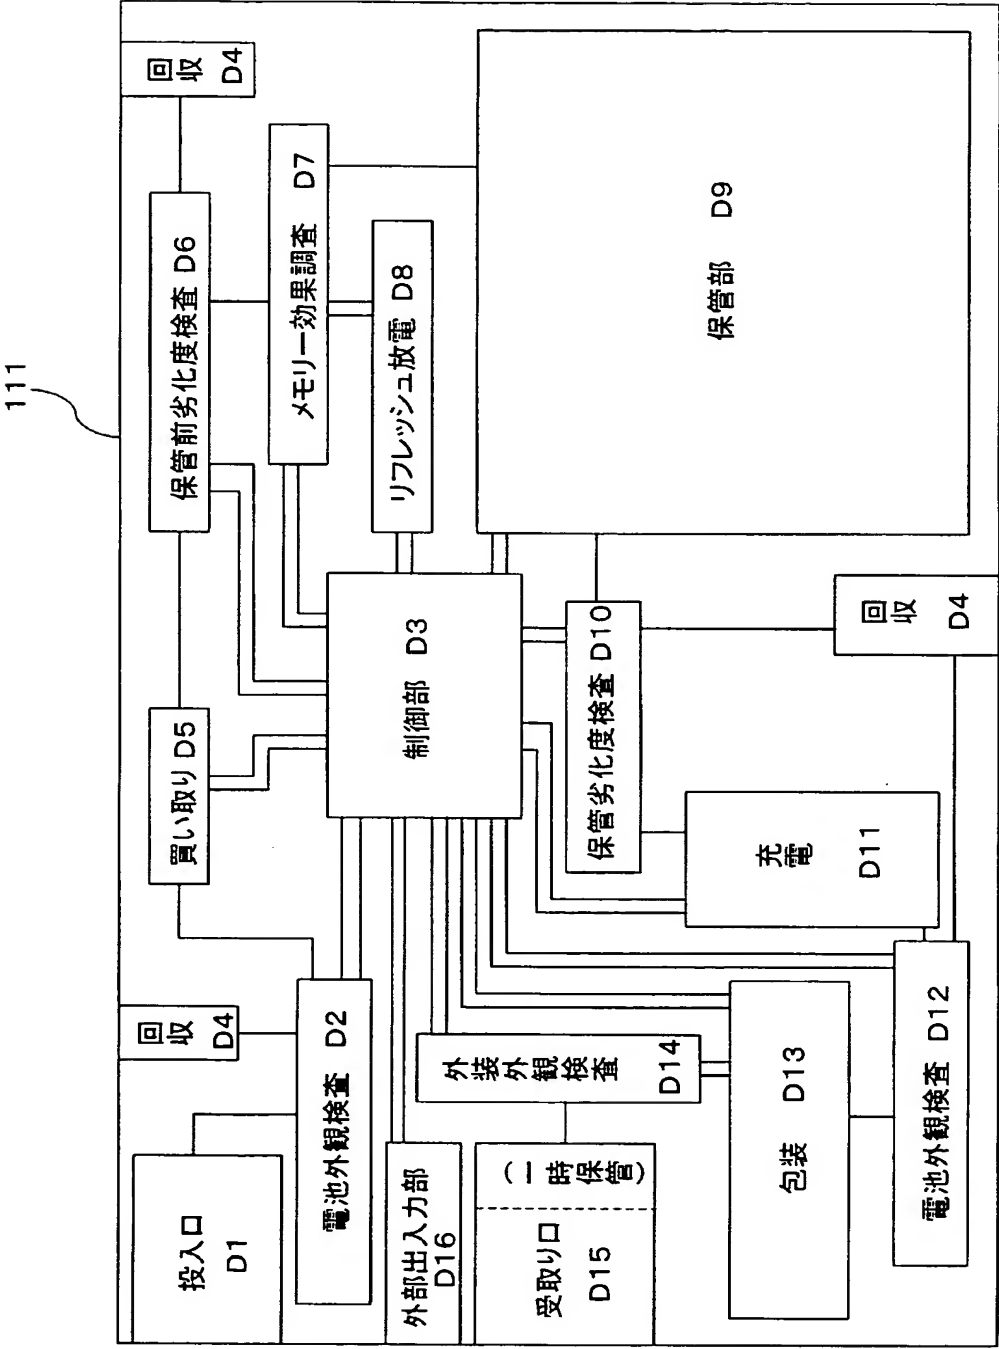 111
投入口
D1
回収
D4
電池外観検査 D2
買い取り D5
保管前劣化度検査 D6
回収
D4
メモリー効果調査 D7
リフレッシュ放電 D8
制御部 D3
保管部 D9
外部出入力部
D16
受取り口
D15
(一時保管)
外装外観検査
D14
保管劣化度検査 D10
回収
D4
充電
D11
包装 D13
電池外観検査 D12